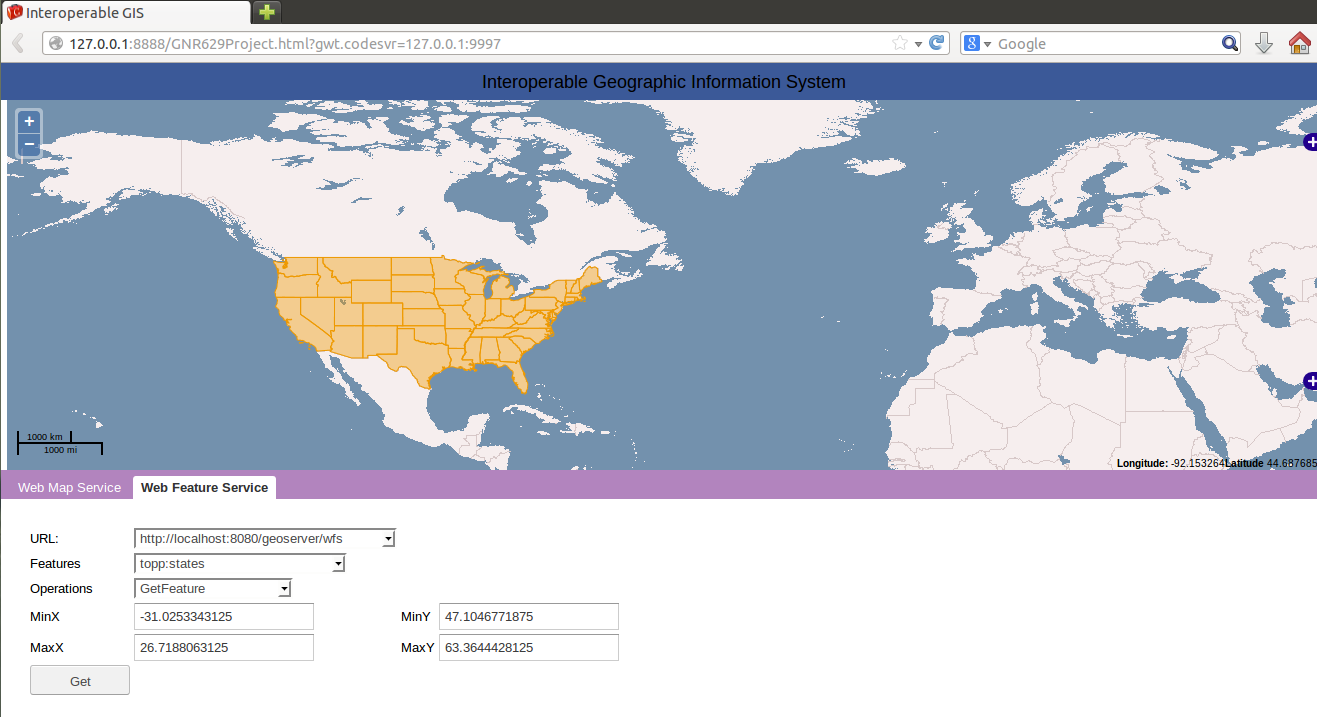 Interoperable GIS
127.0.0.1:8888/GNR629Project.html?gwt.codesvr=127.0.0.1:9997
Google
Interoperable Geographic Information System
1000 km
1000 mi
Longitude: -92.153264Latitude 44.687685
Web Map Service
Web Feature Service
URL: http://localhost:8080/geoserver/wfs
Features topp:states
Operations GetFeature
MinX -31.0253343125 MinY 47.1046771875
MaxX 26.7188063125 MaxY 63.3644428125
Get